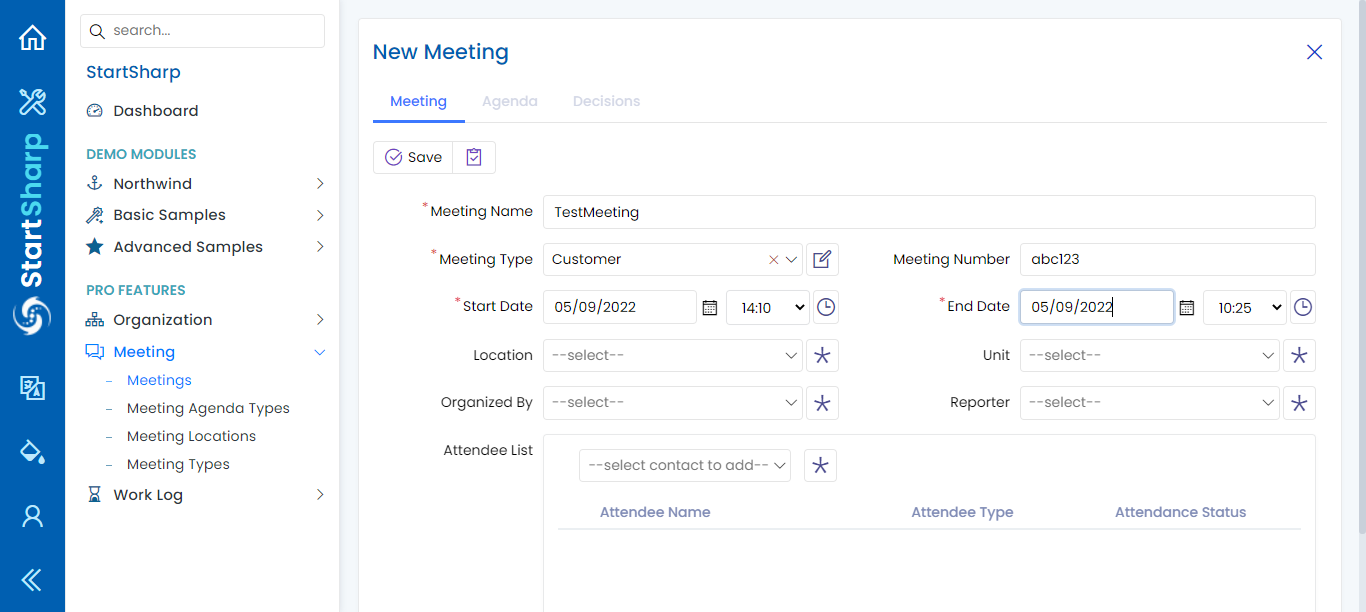 StartSharp
search...
StartSharp
Dashboard
DEMO MODULES
Northwind
Basic Samples
Advanced Samples
PRO FEATURES
Organization
Meeting
Meetings
Meeting Agenda Types
Meeting Locations
Meeting Types
Work Log
New Meeting
Meeting Agenda Decisions
Save
*Meeting Name TestMeeting
*Meeting Type Customer Meeting Number abc123
*Start Date 05/09/2022 14:10 *End Date 05/09/2022 10:25
Location --select-- Unit --select--
Organized By --select-- Reporter --select--
Attendee List --select contact to add--
Attendee Name Attendee Type Attendance Status